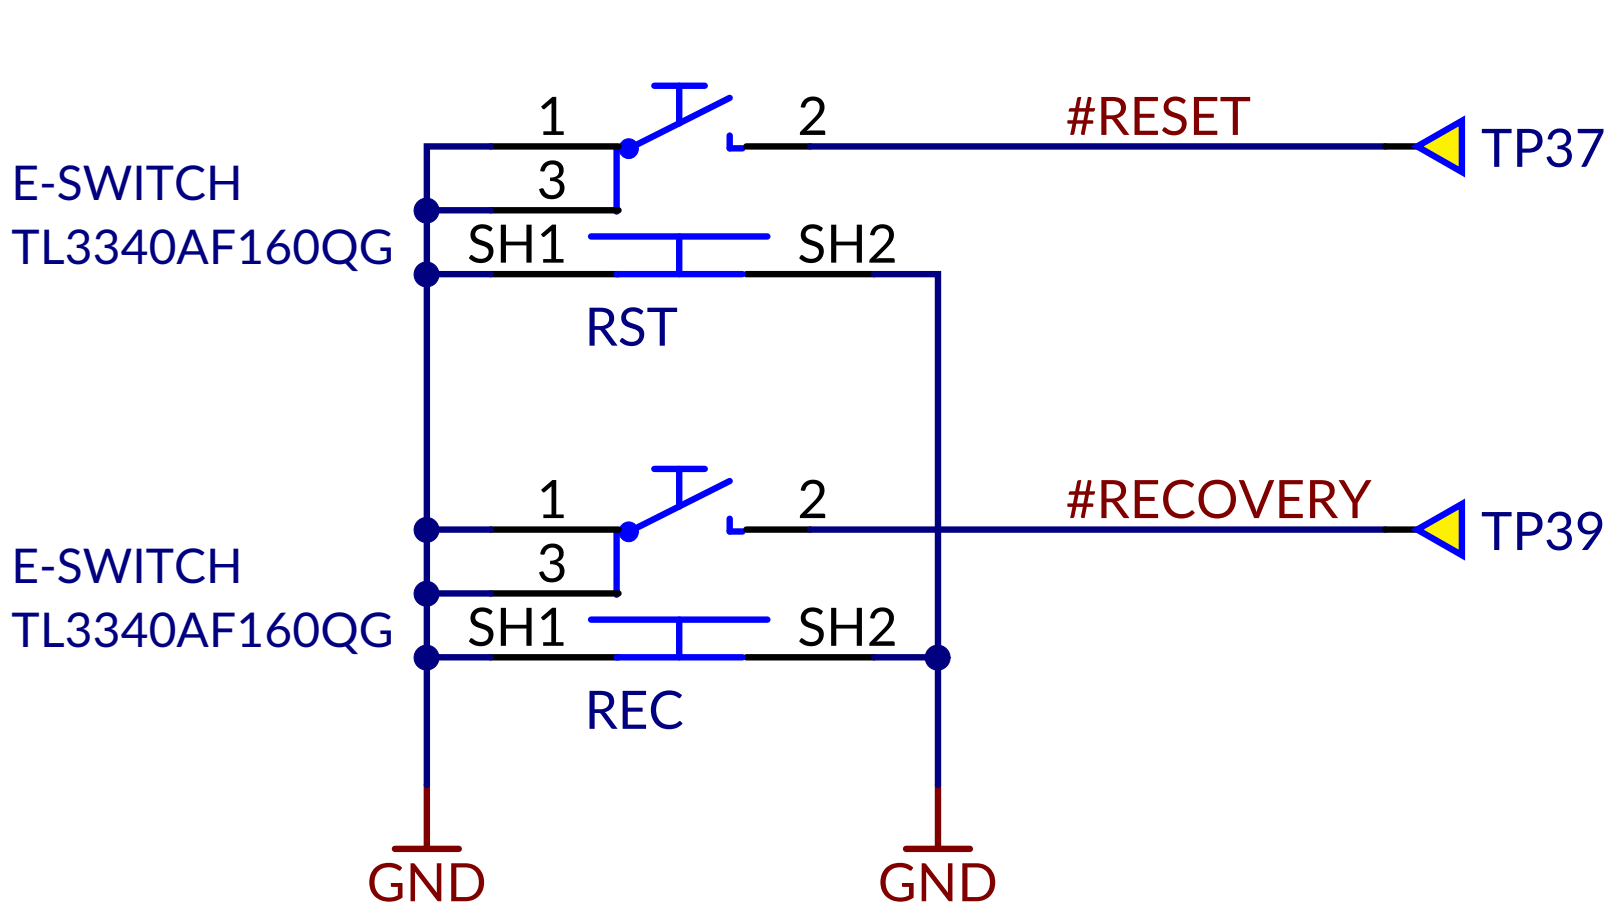 1
2
#RESET
TP37
E-SWITCH
TL3340AF160QG
3
SH1
SH2
RST
1
2
#RECOVERY
TP39
E-SWITCH
TL3340AF160QG
3
SH1
SH2
REC
GND
GND